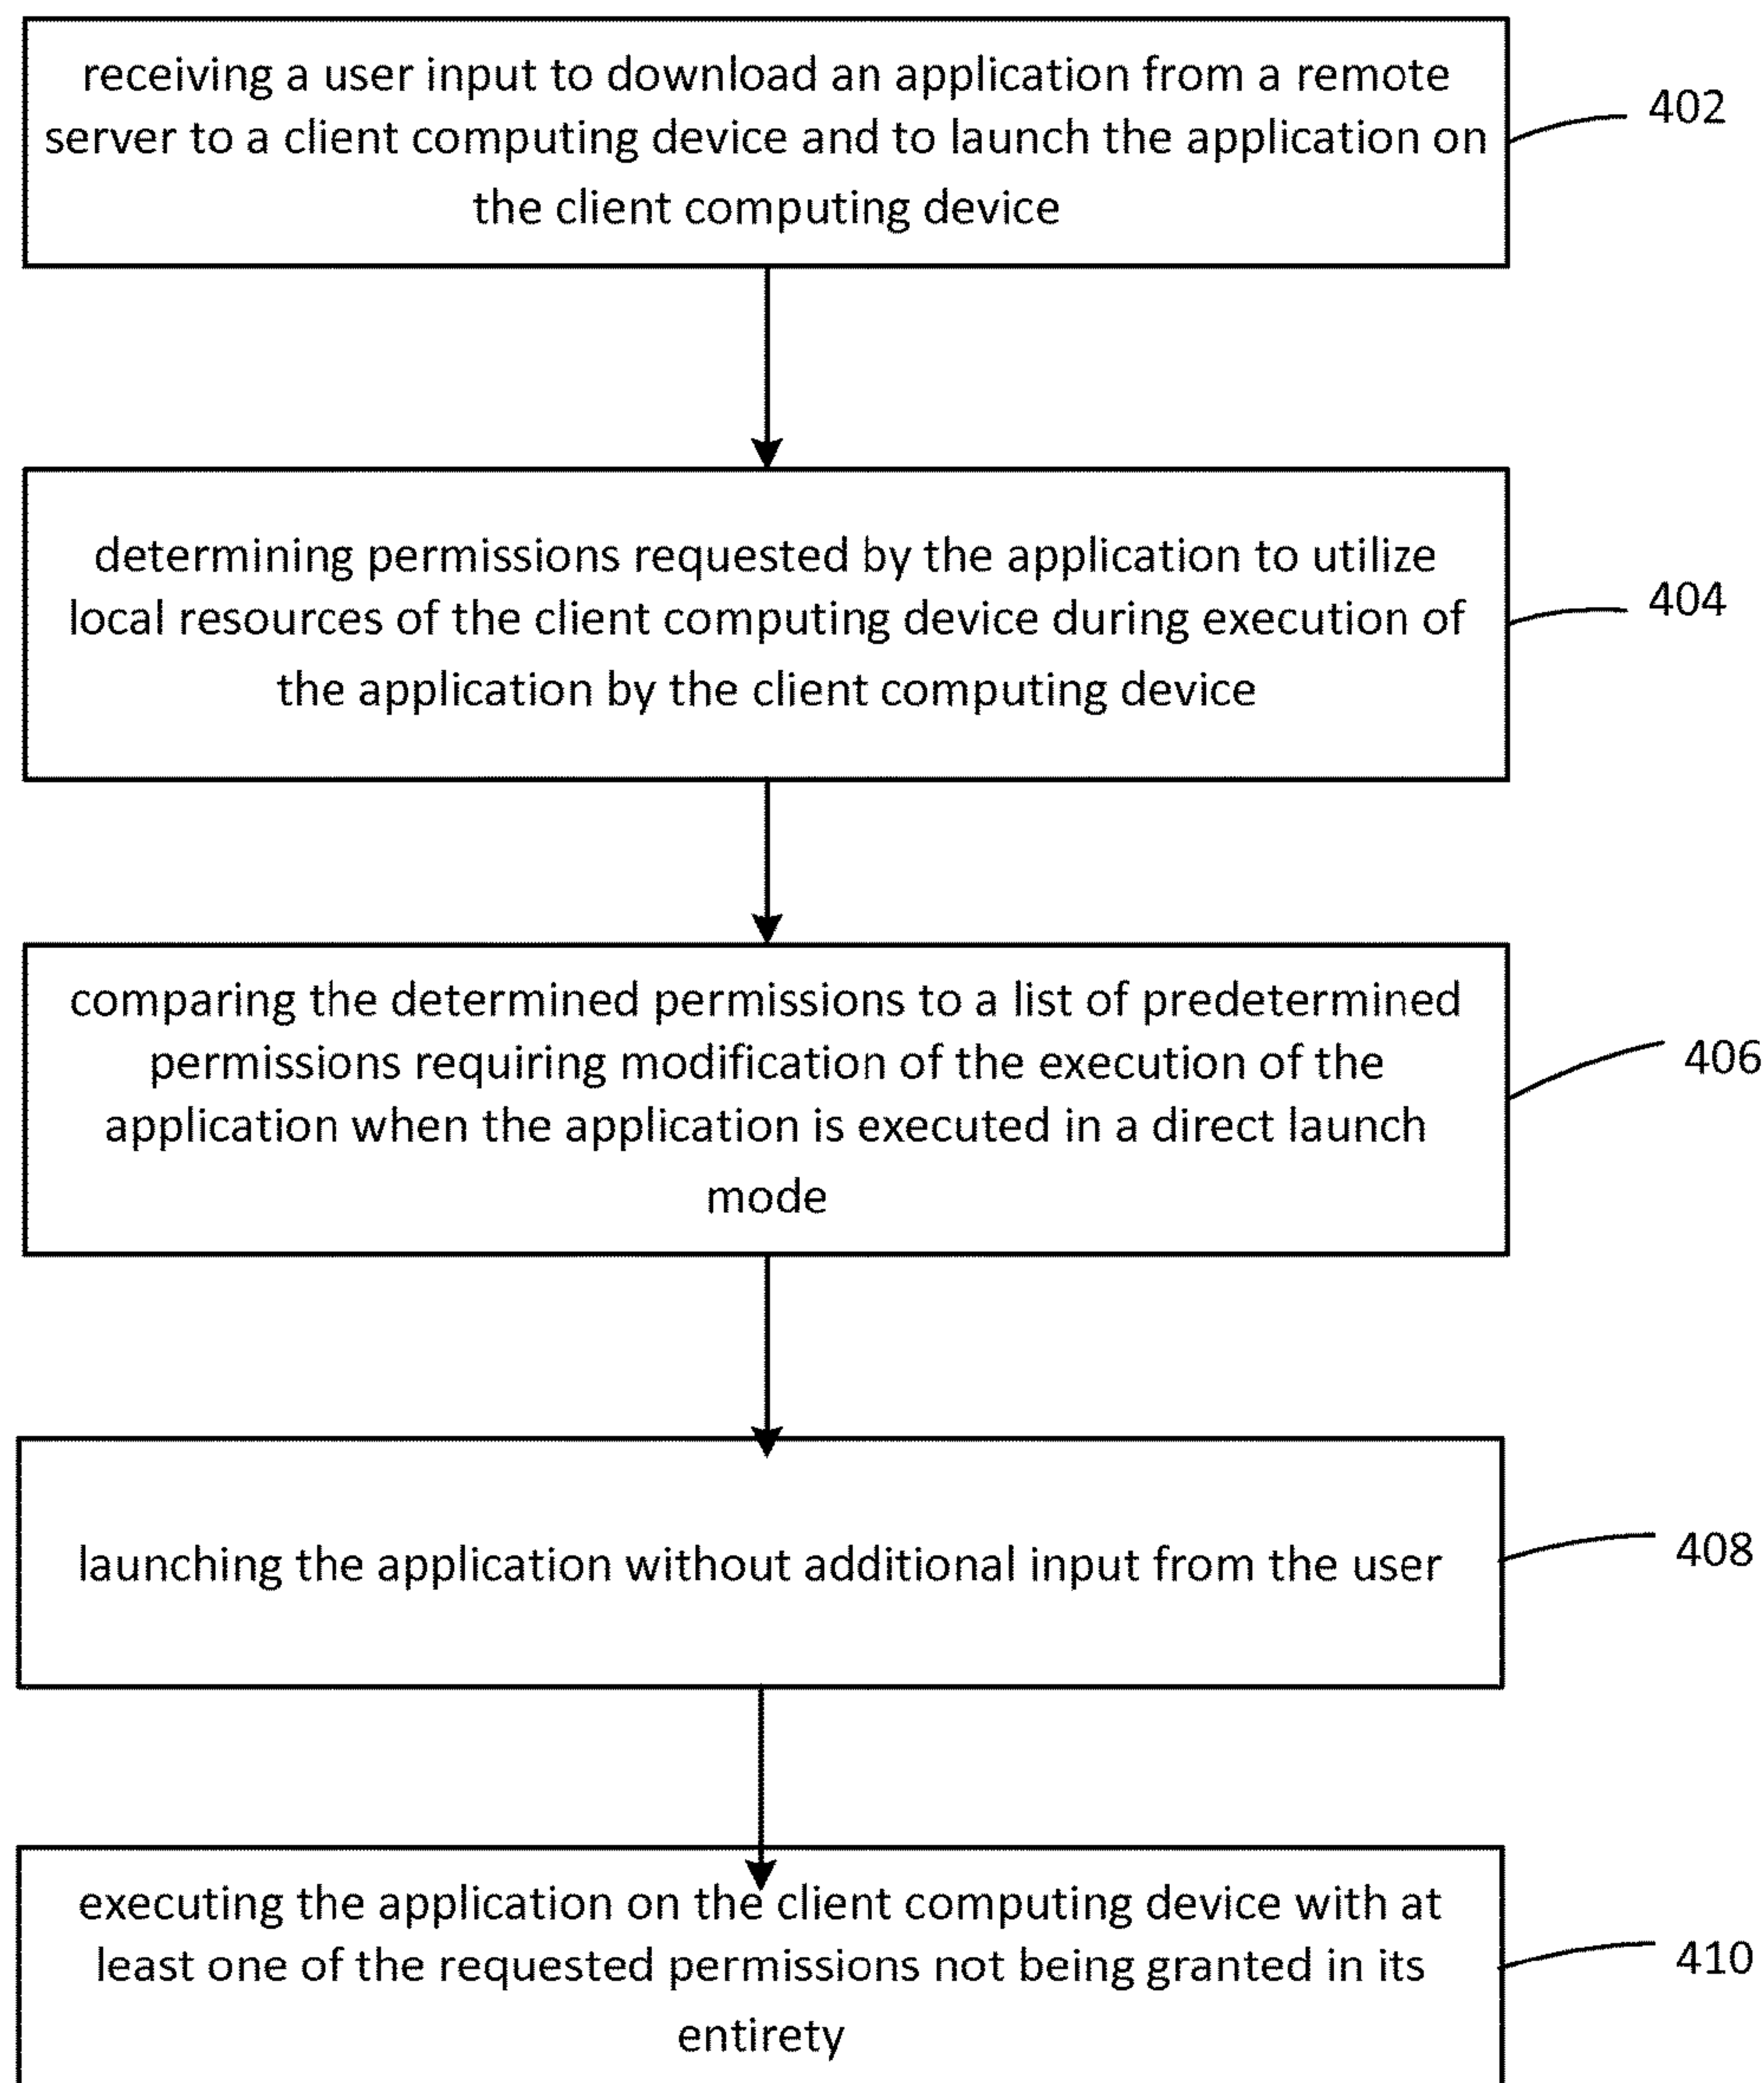 receiving a user input to download an application from a remote
server to a client computing device and to launch the application on
the client computing device
402
determining permissions requested by the application to utilize
local resources of the client computing device during execution of
the application by the client computing device
404
comparing the determined permissions to a list of predetermined
permissions requiring modification of the execution of the
application when the application is executed in a direct launch
mode
406
launching the application without additional input from the user
408
executing the application on the client computing device with at
least one of the requested permissions not being granted in its
entirety
410